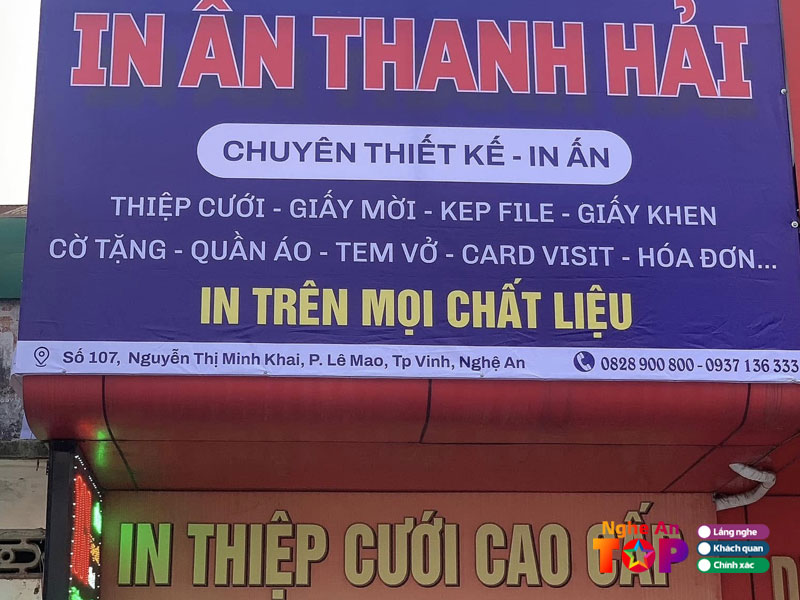 IN ẤN THANH HẢI
CHUYÊN THIẾT KẾ - IN ẤN
THIỆP CƯỚI - GIẤY MỜI - KEP FILE - GIẤY KHEN
CỜ TẶNG - QUẦN ÁO - TEM VỞ - CARD VISIT - HÓA ĐƠN...
IN TRÊN MỌI CHẤT LIỆU
Số 107, Nguyễn Thị Minh Khai, P. Lê Mao, Tp Vinh, Nghệ An
0828 900 800 - 0937 136 333
IN THIỆP CƯỚI CAO CẤP
Nghệ An
TOP
Lắng nghe
Khách quan
Chính xác